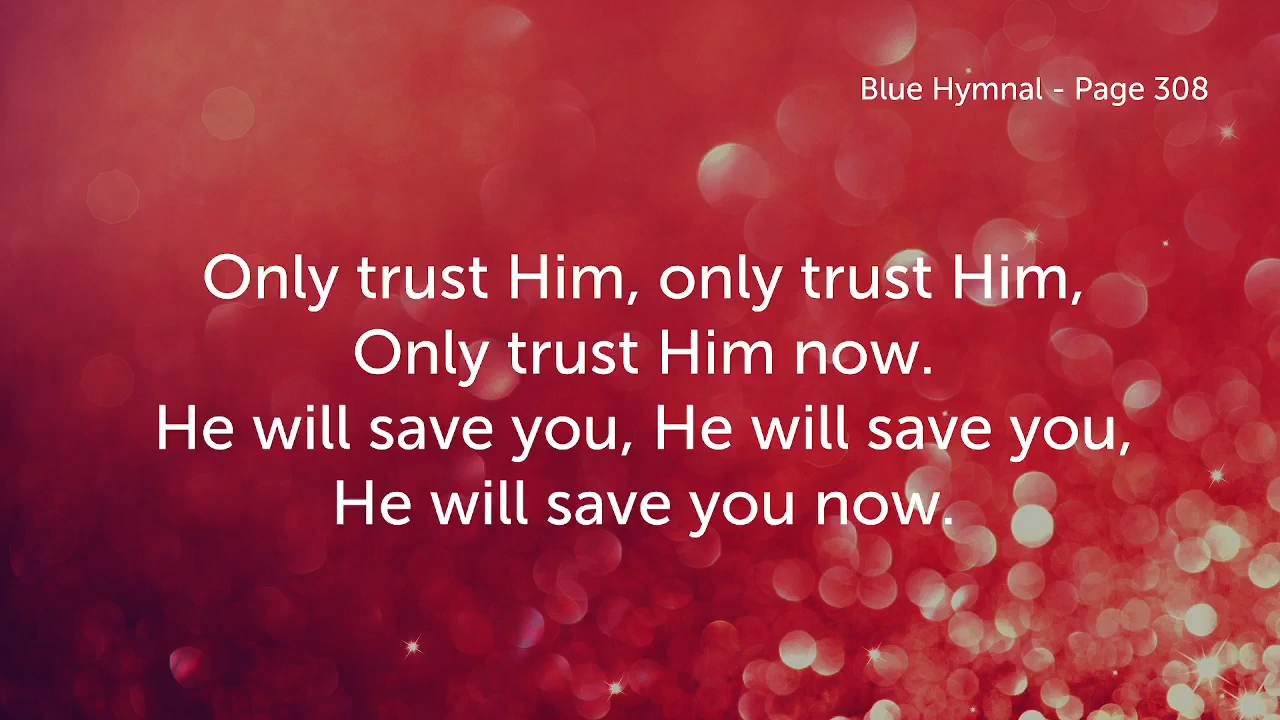 Blue Hymnal - Page 308
Only trust Him, only trust Him,
Only trust Him now.
He will save you, He will save you,
He will save you now.